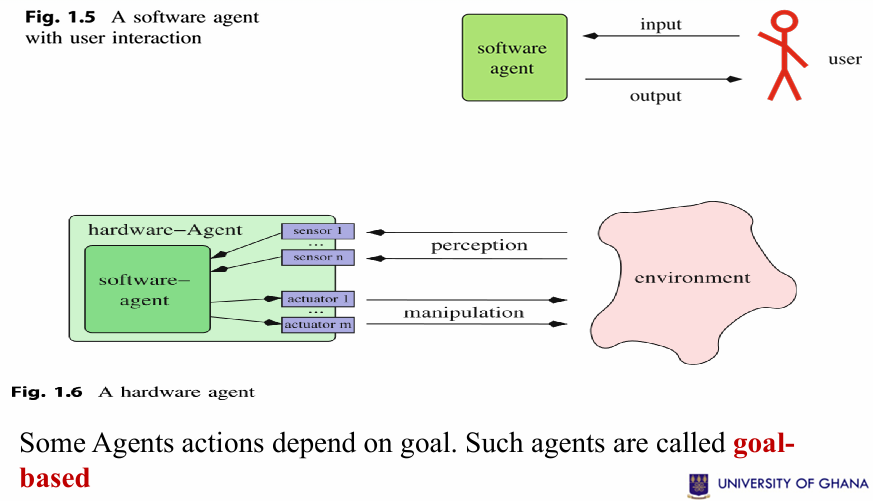 Fig. 1.5 A software agent
with user interaction
software
agent
input
output
user
hardware–Agent
software–
agent
sensor 1
...
sensor n
actuator 1
...
actuator m
perception
manipulation
environment
Fig. 1.6 A hardware agent
Some Agents actions depend on goal. Such agents are called goal-
based
UNIVERSITY OF GHANA